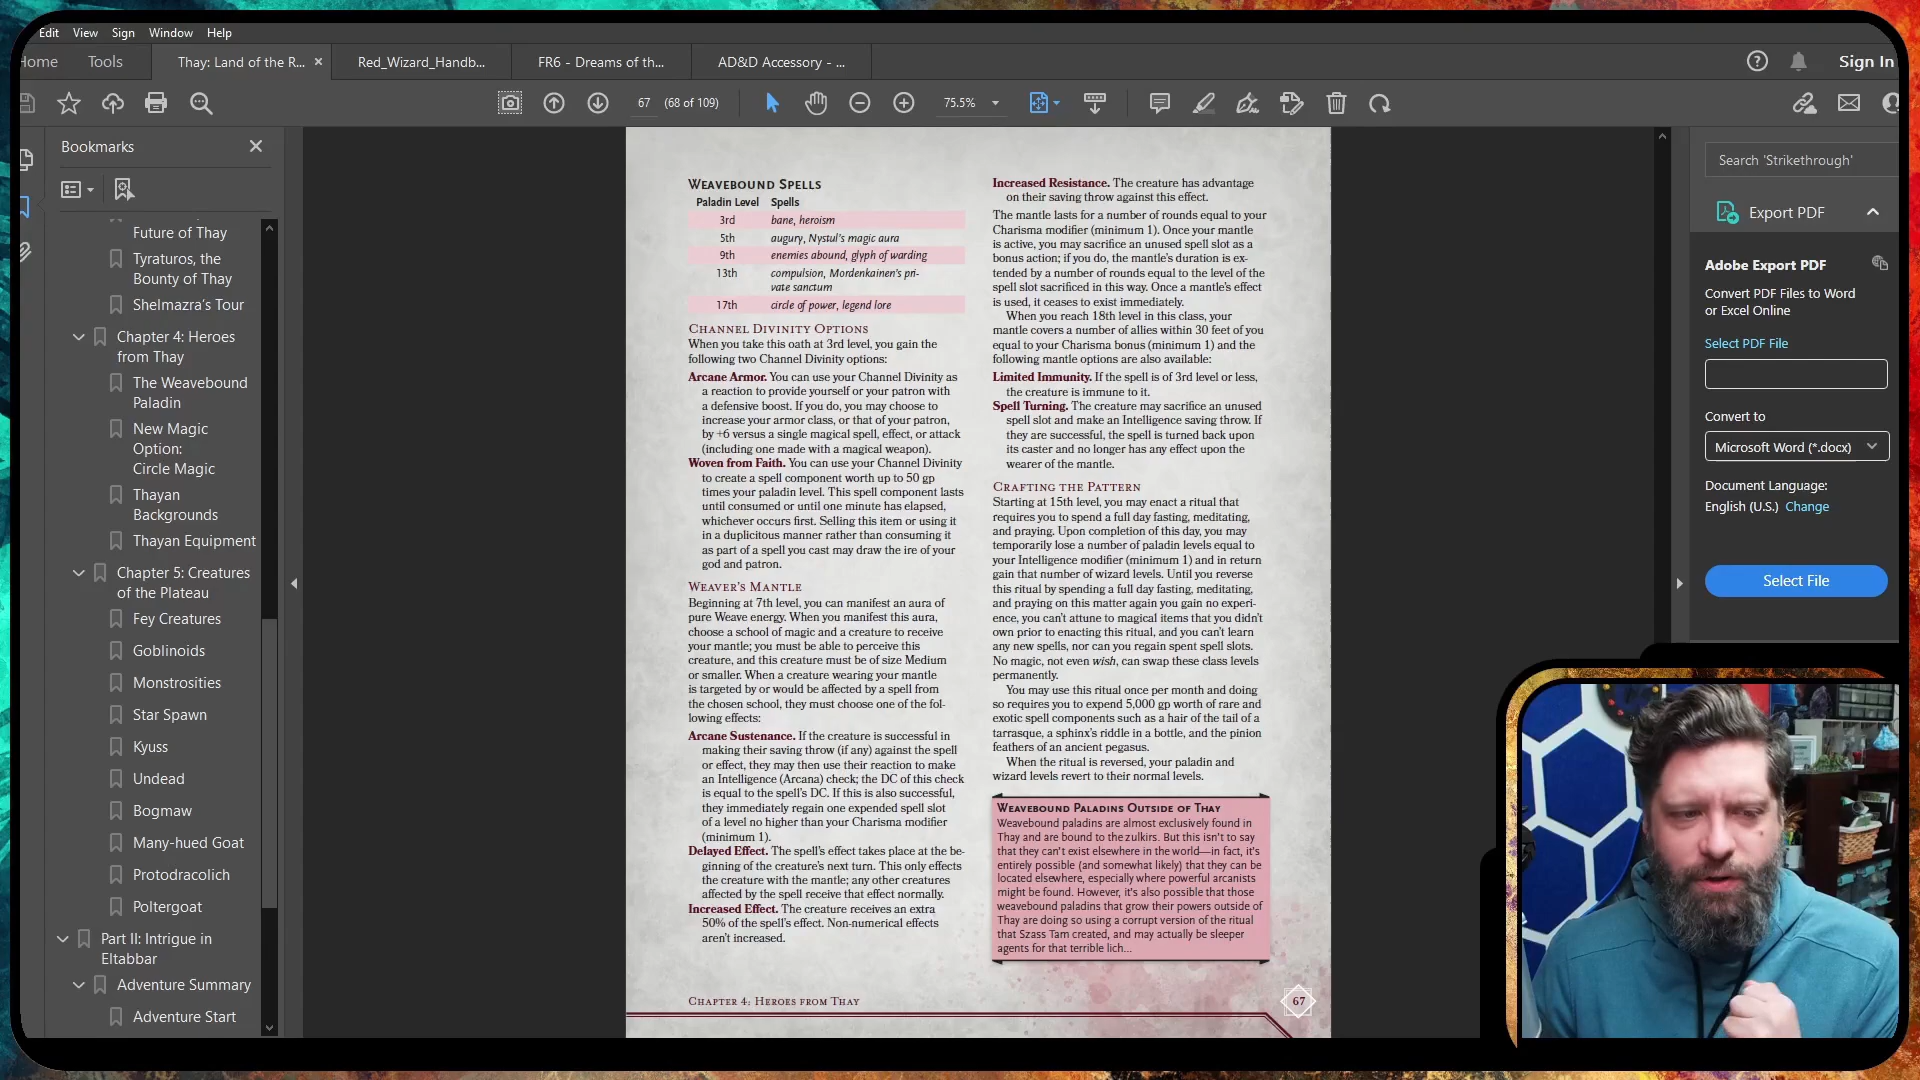 Edit View Sign Window Help
Home Tools Thay: Land of the R... × Red_Wizard_Handb... FR6 - Dreams of th... AD&D Accessory - ... Sign In
67 (68 of 109) 75.5%
Bookmarks
Future of Thay
Tyraturos, the
Bounty of Thay
Shelmazra's Tour
Chapter 4: Heroes
from Thay
The Weavebound
Paladin
New Magic
Option:
Circle Magic
Thayan
Backgrounds
Thayan Equipment
Chapter 5: Creatures
of the Plateau
Fey Creatures
Goblinoids
Monstrosities
Star Spawn
Kyuss
Undead
Bogmaw
Many-hued Goat
Protodracolich
Poltergoat
Part II: Intrigue in
Eltabbar
Adventure Summary
Adventure Start
Weavebound Spells
Paladin Level Spells
3rd bane, heroism
5th augury, Nystul's magic aura
9th enemies abound, glyph of warding
13th compulsion, Mordenkainen's pri-
vate sanctum
17th circle of power, legend lore
Channel Divinity Options
When you take this oath at 3rd level, you gain the
following two Channel Divinity options:
Arcane Armor. You can use your Channel Divinity as
a reaction to provide yourself or your patron with
a defensive boost. If you do, you may choose to
increase your armor class, or that of your patron,
by +6 versus a single magical spell, effect, or attack
(including one made with a magical weapon).
Woven from Faith. You can use your Channel Divinity
to create a spell component worth up to 50 gp
times your paladin level. This spell component lasts
until consumed or until one minute has elapsed,
whichever occurs first. Selling this item or using it
in a duplicitous manner rather than consuming it
as part of a spell you cast may draw the ire of your
god and patron.
Weaver's Mantle
Beginning at 7th level, you can manifest an aura of
pure Weave energy. When you manifest this aura,
choose a school of magic and a creature to receive
your mantle; you must be able to perceive this
creature, and this creature must be of size Medium
or smaller. When a creature wearing your mantle
is targeted by or would be affected by a spell from
the chosen school, they must choose one of the fol-
lowing effects:
Arcane Sustenance. If the creature is successful in
making their saving throw (if any) against the spell
or effect, they may then use their reaction to make
an Intelligence (Arcana) check; the DC of this check
is equal to the spell's DC. If this is also successful,
they immediately regain one expended spell slot
of a level no higher than your Charisma modifier
(minimum 1).
Delayed Effect. The spell's effect takes place at the be-
ginning of the creature's next turn. This only effects
the creature with the mantle; any other creatures
affected by the spell receive that effect normally.
Increased Effect. The creature receives an extra
50% of the spell's effect. Non-numerical effects
aren't increased.
Increased Resistance. The creature has advantage
on their saving throw against this effect.
The mantle lasts for a number of rounds equal to your
Charisma modifier (minimum 1). Once your mantle
is active, you may sacrifice an unused spell slot as a
bonus action; if you do, the mantle's duration is ex-
tended by a number of rounds equal to the level of the
spell slot sacrificed in this way. Once a mantle's effect
is used, it ceases to exist immediately.
When you reach 18th level in this class, your
mantle covers a number of allies within 30 feet of you
equal to your Charisma bonus (minimum 1) and the
following mantle options are also available:
Limited Immunity. If the spell is of 3rd level or less,
the creature is immune to it.
Spell Turning. The creature may sacrifice an unused
spell slot and make an Intelligence saving throw. If
they are successful, the spell is turned back upon
its caster and no longer has any effect upon the
wearer of the mantle.
Crafting the Pattern
Starting at 15th level, you may enact a ritual that
requires you to spend a full day fasting, meditating,
and praying. Upon completion of this day, you may
temporarily lose a number of paladin levels equal to
your Intelligence modifier (minimum 1) and in return
gain that number of wizard levels. Until you reverse
this ritual by spending a full day fasting, meditating,
and praying on this matter again you gain no experi-
ence, you can't attune to magical items that you didn't
own prior to enacting this ritual, and you can't learn
any new spells, nor can you regain spent spell slots.
No magic, not even wish, can swap these class levels
permanently.
You may use this ritual once per month and doing
so requires you to expend 5,000 gp worth of rare and
exotic spell components such as a hair of the tail of a
tarrasque, a sphinx's riddle in a bottle, and the pinion
feathers of an ancient pegasus.
When the ritual is reversed, your paladin and
wizard levels revert to their normal levels.
Weavebound Paladins Outside of Thay
Weavebound paladins are almost exclusively found in
Thay and are bound to the zulkirs. But this isn't to say
that they can't exist elsewhere in the world—in fact, it's
entirely possible (and somewhat likely) that they can be
located elsewhere, especially where powerful arcanists
might be found. However, it's also possible that those
weavebound paladins that grow their powers outside of
Thay are doing so using a corrupt version of the ritual
that Szass Tam created, and may actually be sleeper
agents for that terrible lich...
Chapter 4: Heroes from Thay
67
Search 'Strikethrough'
Export PDF
Adobe Export PDF
Convert PDF Files to Word
or Excel Online
Select PDF File
Convert to
Microsoft Word (*.docx)
Document Language:
English (U.S.) Change
Select File